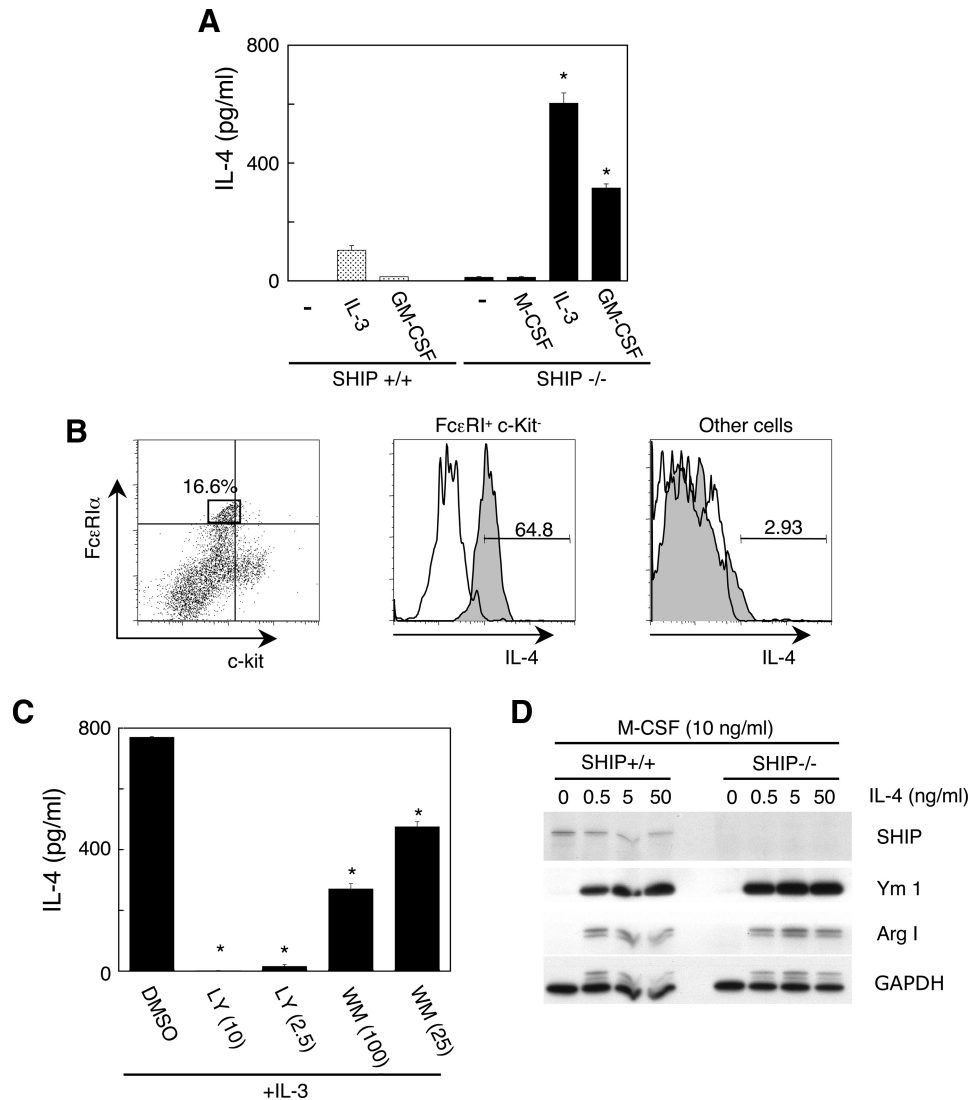 A
800
400
0
IL-4 (pg/ml)
*
*
- IL-3 GM-CSF - M-CSF IL-3 GM-CSF
SHIP +/+ SHIP -/-
B
FcεRI⁺ c-Kit⁻ Other cells
16.6%
64.8 2.93
FcεRIα
c-kit IL-4 IL-4
C
800
400
0
IL-4 (pg/ml)
* * * *
DMSO LY (10) LY (2.5) WM (100) WM (25)
+IL-3
D
M-CSF (10 ng/ml)
SHIP+/+ SHIP-/-
0 0.5 5 50 0 0.5 5 50 IL-4 (ng/ml)
SHIP
Ym 1
Arg I
GAPDH